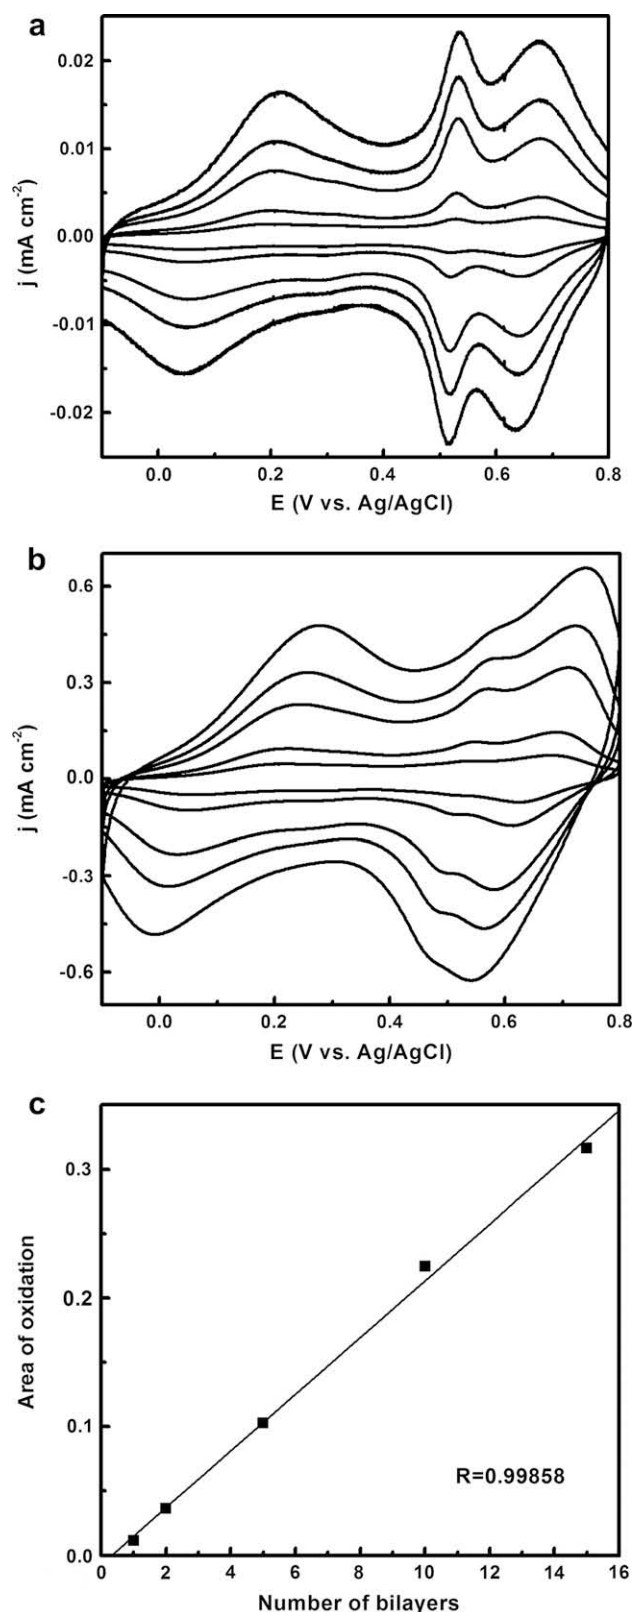 a
0.02
0.01
0.00
-0.01
-0.02
j (mA cm-2)
0.0 0.2 0.4 0.6 0.8
E (V vs. Ag/AgCl)
b
0.6
0.3
0.0
-0.3
-0.6
j (mA cm-2)
0.0 0.2 0.4 0.6 0.8
E (V vs. Ag/AgCl)
c
0.3
0.2
0.1
0.0
Area of oxidation
R=0.99858
0 2 4 6 8 10 12 14 16
Number of bilayers